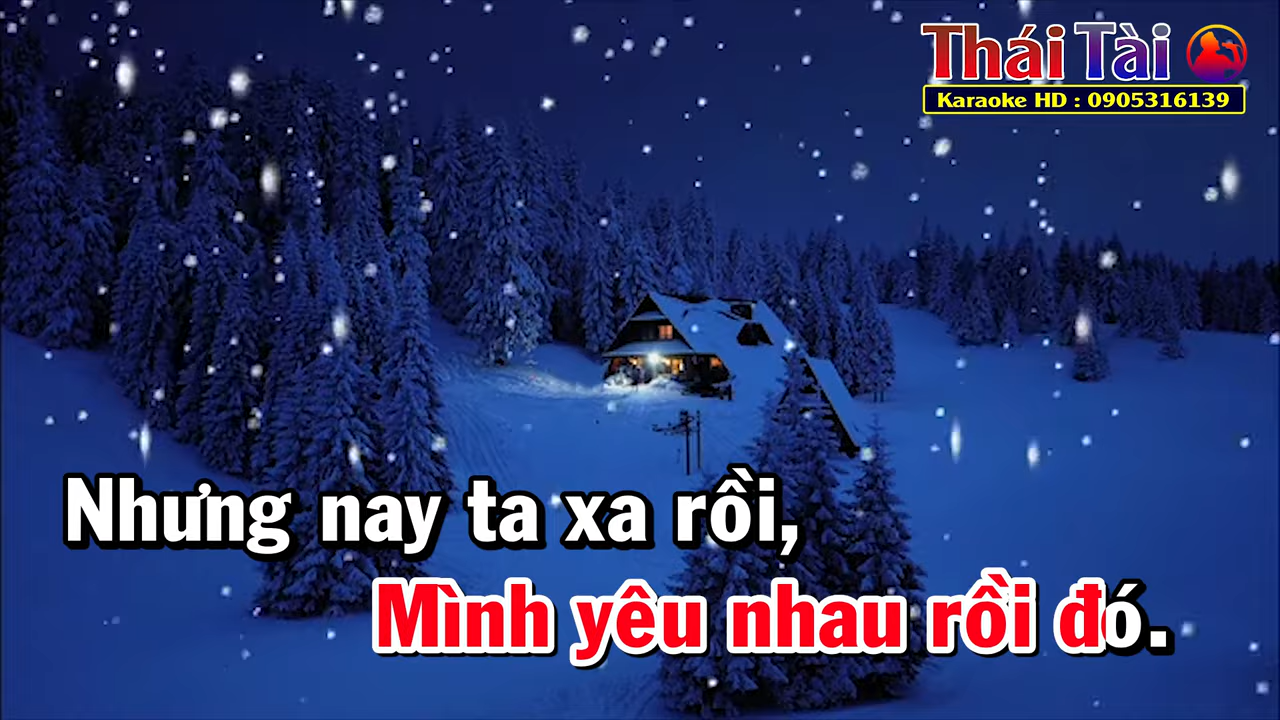 Thái Tài
Karaoke HD : 0905316139
Nhưng nay ta xa rồi,
Mình yêu nhau rồi đó.